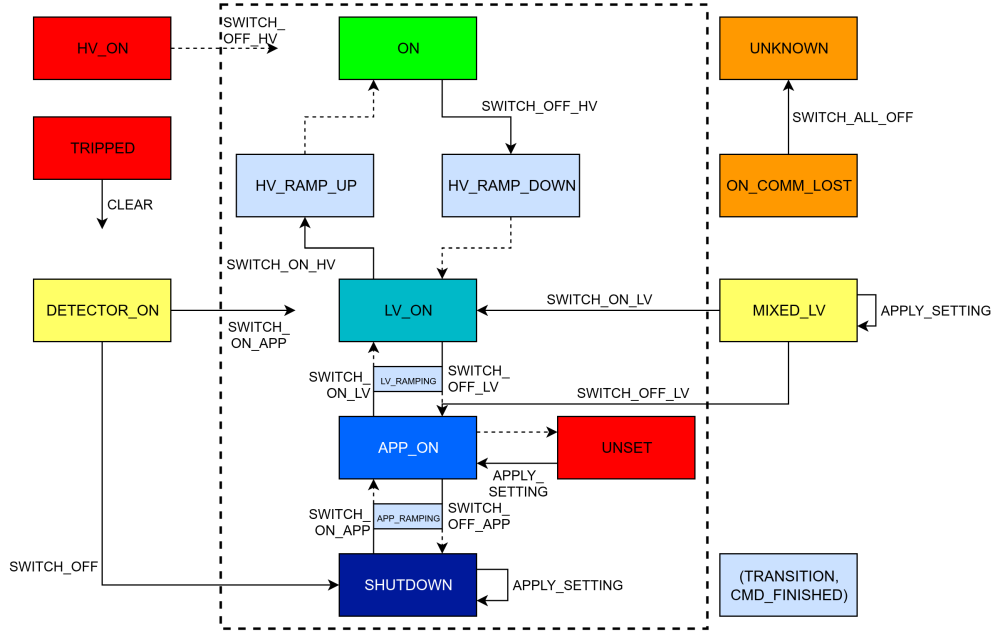 SWITCH_
OFF_HV
HV_ON
ON
UNKNOWN
SWITCH_OFF_HV
SWITCH_ALL_OFF
TRIPPED
HV_RAMP_UP
HV_RAMP_DOWN
ON_COMM_LOST
CLEAR
SWITCH_ON_HV
DETECTOR_ON
SWITCH_
ON_APP
LV_ON
SWITCH_ON_LV
MIXED_LV
APPLY_SETTING
SWITCH_
ON_LV
LV_RAMPING
SWITCH_
OFF_LV
SWITCH_OFF_LV
APP_ON
UNSET
APPLY_
SETTING
SWITCH_
ON_APP
APP_RAMPING
SWITCH_
OFF_APP
SWITCH_OFF
SHUTDOWN
APPLY_SETTING
(TRANSITION,
CMD_FINISHED)